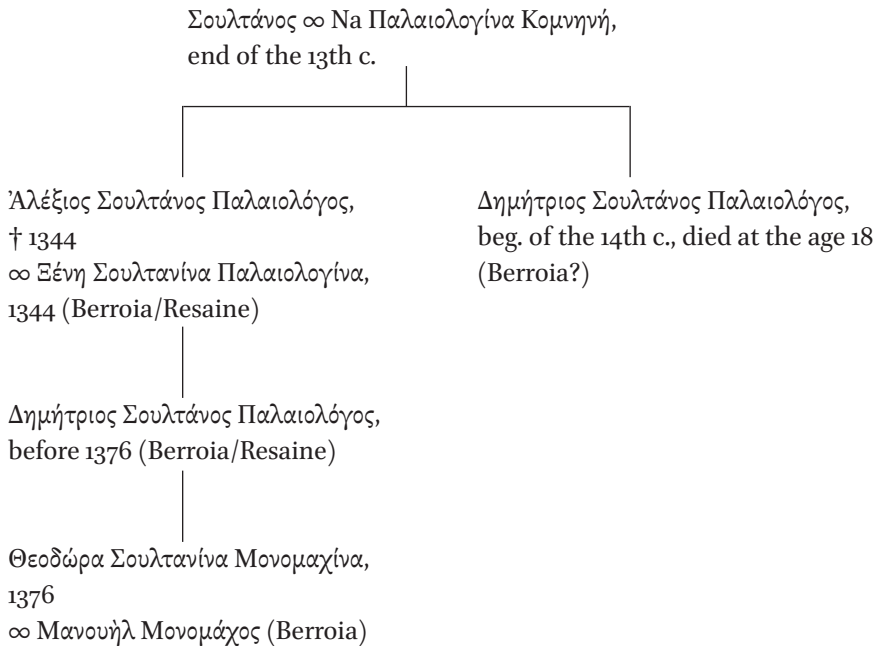 Σουλτάνος ∞ Na Παλαιολογίνα Κομνηνή,
end of the 13th c.
Ἀλέξιος Σουλτάνος Παλαιολόγος,
† 1344
∞ Ξένη Σουλτανίνα Παλαιολογίνα,
1344 (Berroia/Resaine)
Δημήτριος Σουλτάνος Παλαιολόγος,
beg. of the 14th c., died at the age 18
(Berroia?)
Δημήτριος Σουλτάνος Παλαιολόγος,
before 1376 (Berroia/Resaine)
Θεοδώρα Σουλτανίνα Μονομαχίνα,
1376
∞ Μανουὴλ Μονομάχος (Berroia)